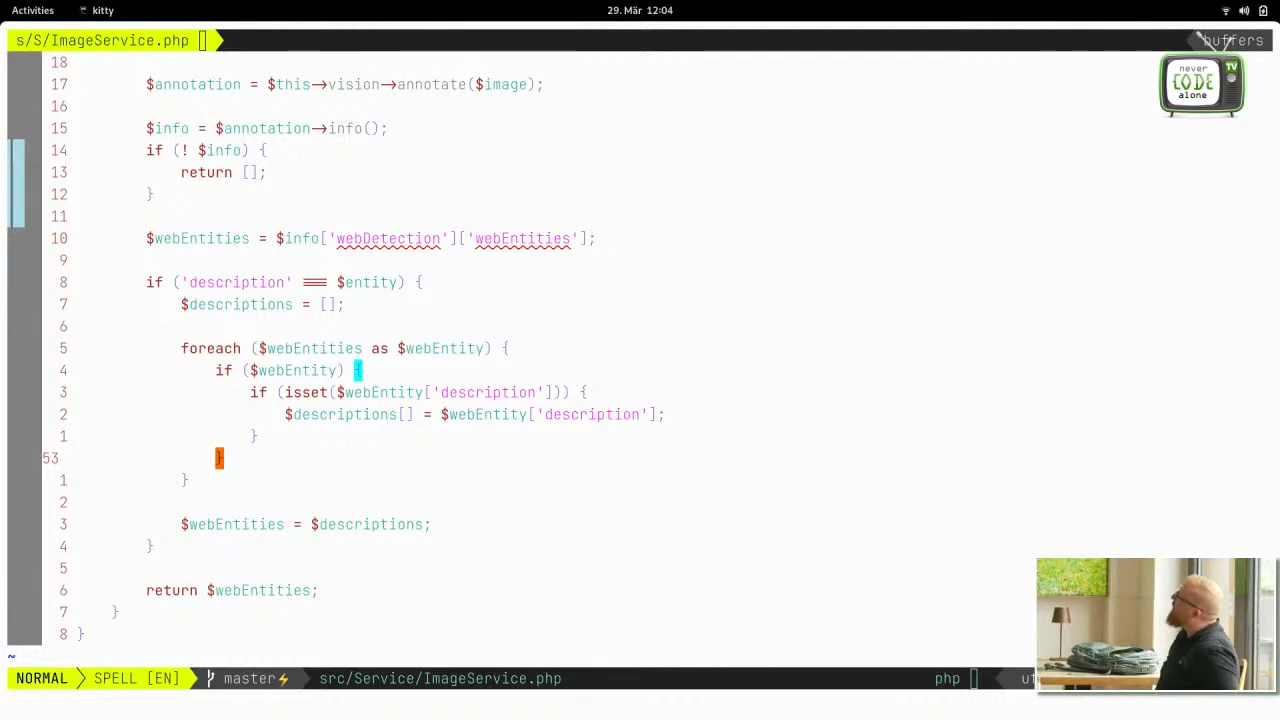 Activities kitty 29. Mär 12:04
s/S/ImageService.php buffers
never
CODE
alone
TV
18
17 $annotation = $this->vision->annotate($image);
16
15 $info = $annotation->info();
14 if (! $info) {
13 return [];
12 }
11
10 $webEntities = $info['webDetection']['webEntities'];
9
8 if ('description' === $entity) {
7 $descriptions = [];
6
5 foreach ($webEntities as $webEntity) {
4 if ($webEntity) {
3 if (isset($webEntity['description'])) {
2 $descriptions[] = $webEntity['description'];
1 }
53 }
1 }
2
3 $webEntities = $descriptions;
4 }
5
6 return $webEntities;
7 }
8 }
~
NORMAL SPELL [EN] master⚡ src/Service/ImageService.php php